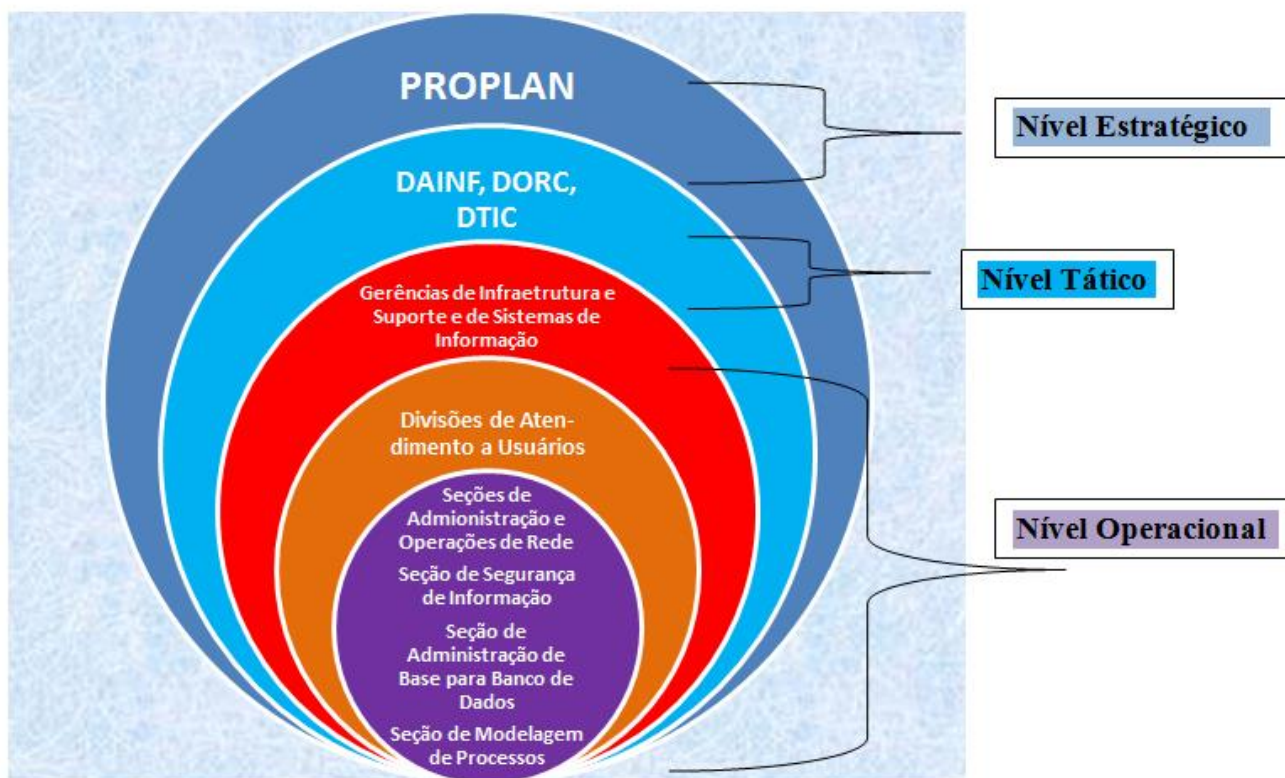 PROPLAN
Nível Estratégico
DAINF, DORC,
DTIC
Nível Tático
Gerências de Infraetrutura e
Suporte e de Sistemas de
Informação
Divisões de Aten-
dimento a Usuários
Seções de
Admionistração e
Operações de Rede
Nível Operacional
Seção de Segurança
de Informação
Seção de
Administração de
Base para Banco de
Dados
Seção de Modelagem
de Processos